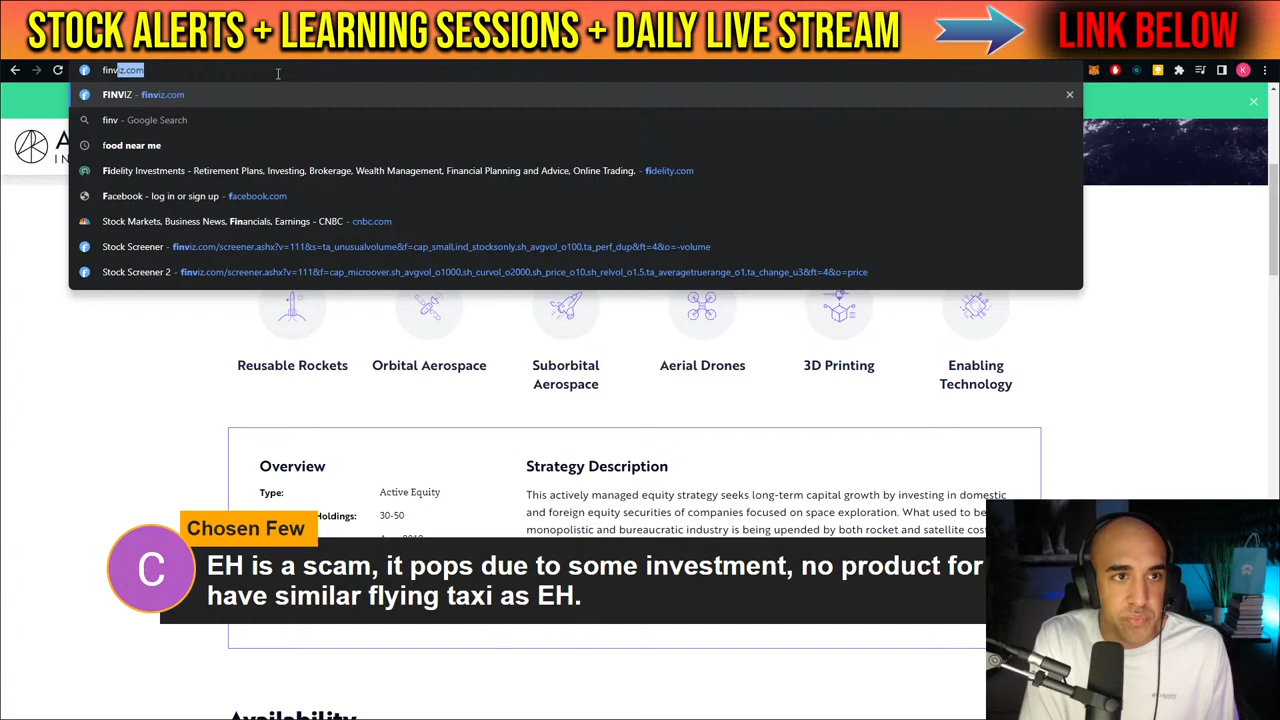 STOCK ALERTS + LEARNING SESSIONS + DAILY LIVE STREAM
LINK BELOW
finviz.com
K
FINVIZ - finviz.com
finv - Google Search
food near me
Fidelity Investments - Retirement Plans, Investing, Brokerage, Wealth Management, Financial Planning and Advice, Online Trading. - fidelity.com
Facebook - log in or sign up - facebook.com
Stock Markets, Business News, Financials, Earnings - CNBC - cnbc.com
Stock Screener - finviz.com/screener.ashx?v=111&s=ta_unusualvolume&f=cap_small,ind_stocksonly,sh_avgvol_o100,ta_perf_dup&ft=4&o=-volume
Stock Screener 2 - finviz.com/screener.ashx?v=111&f=cap_microover,sh_avgvol_o1000,sh_curvol_o2000,sh_price_o10,sh_relvol_o1.5,ta_averagetruerange_o1,ta_change_u3&ft=4&o=price
Reusable Rockets
Orbital Aerospace
Suborbital
Aerospace
Aerial Drones
3D Printing
Enabling
Technology
Overview
Type: Active Equity
Holdings: 30-50
Strategy Description
This actively managed equity strategy seeks long-term capital growth by investing in domestic
and foreign equity securities of companies focused on space exploration. What used to be
monopolistic and bureaucratic industry is being upended by both rocket and satellite cost
Chosen Few
C
EH is a scam, it pops due to some investment, no product for
have similar flying taxi as EH.
Availability